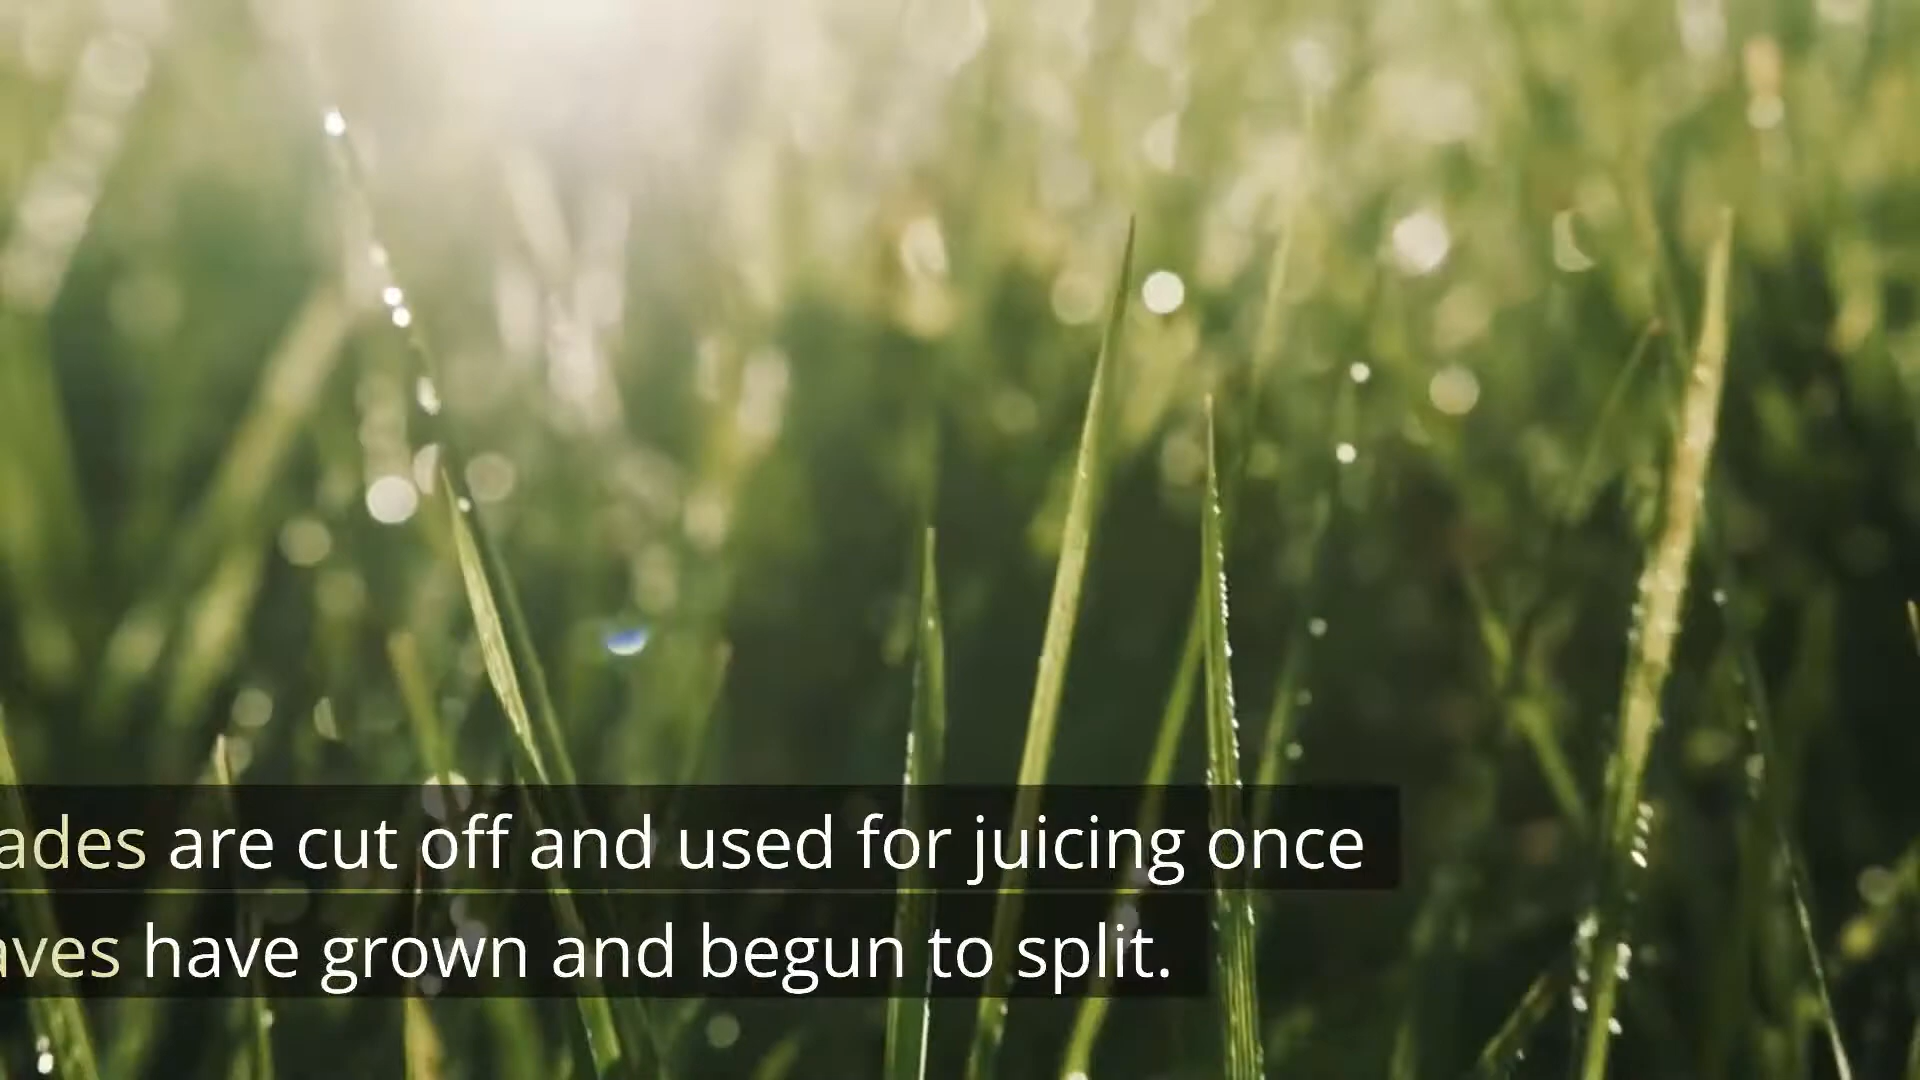 ades are cut off and used for juicing once
aves have grown and begun to split.